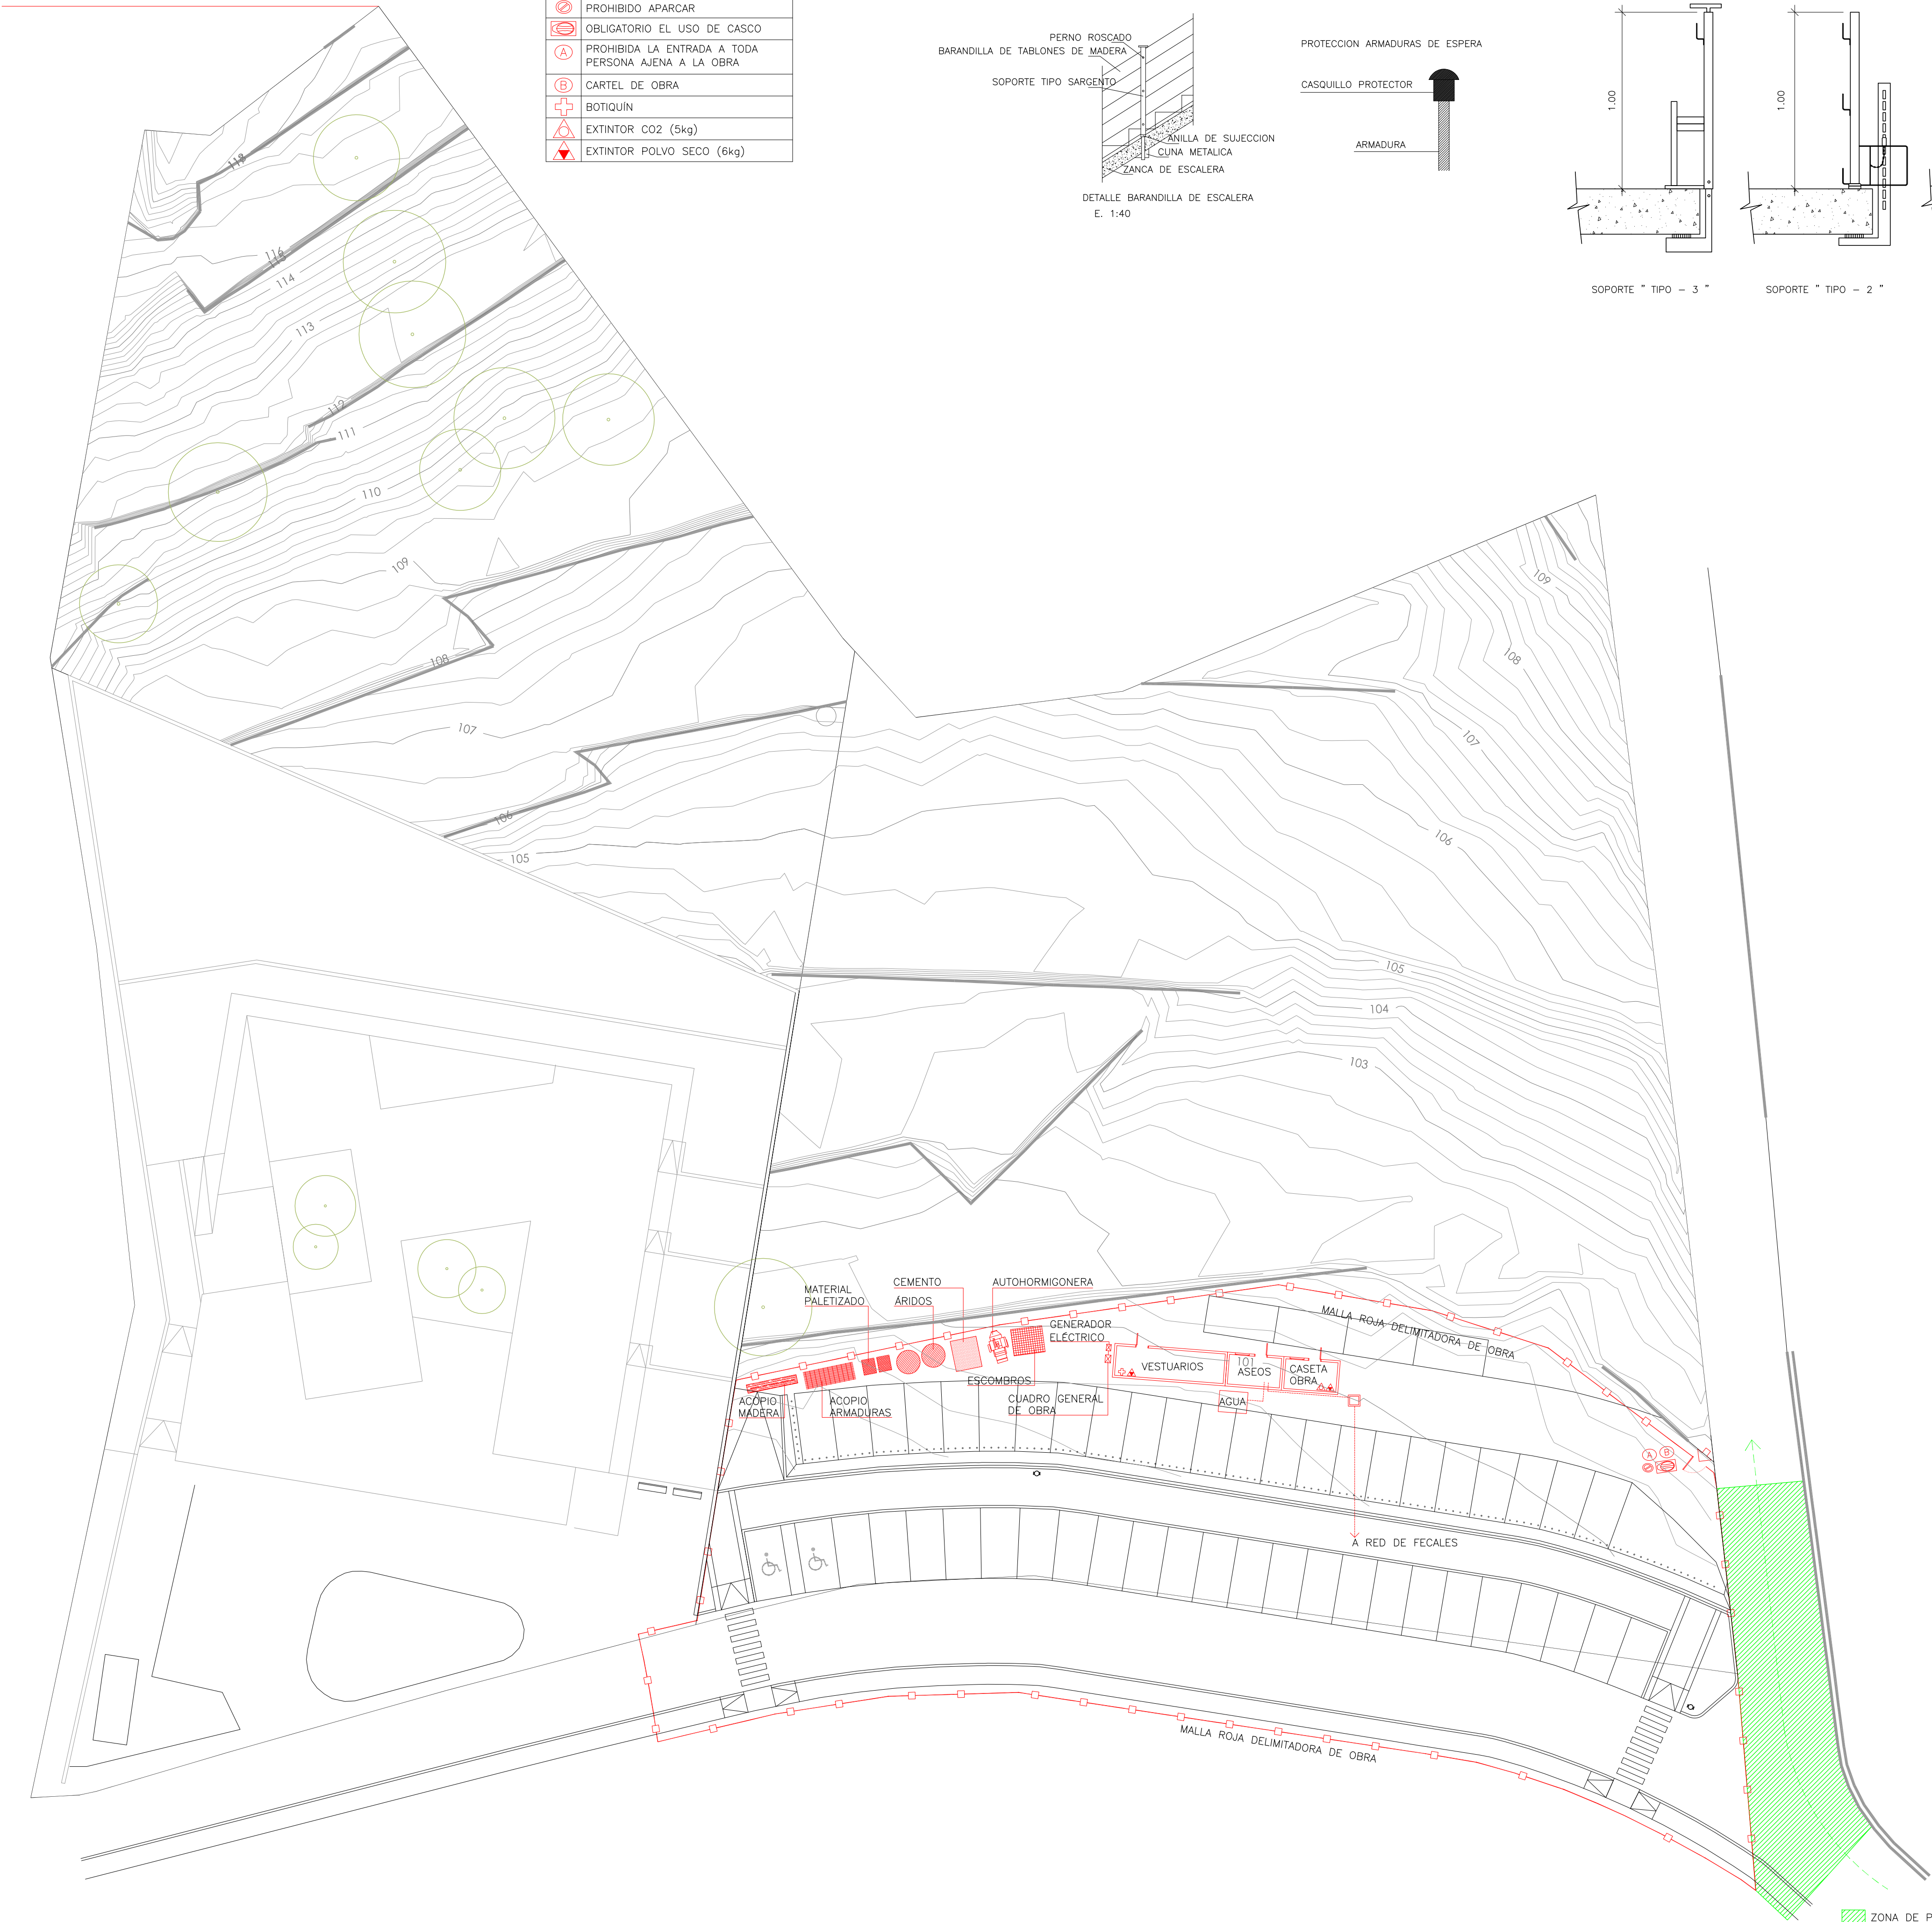 PROHIBIDO APARCAR
OBLIGATORIO EL USO DE CASCO
A
PROHIBIDA LA ENTRADA A TODA
PERSONA AJENA A LA OBRA
B
CARTEL DE OBRA
BOTIQUÍN
EXTINTOR CO2 (5kg)
EXTINTOR POLVO SECO (6kg)
PERNO ROSCADO
BARANDILLA DE TABLONES DE MADERA
SOPORTE TIPO SARGENTO
ANILLA DE SUJECCION
CUNA METALICA
ZANCA DE ESCALERA
DETALLE BARANDILLA DE ESCALERA
E. 1:40
PROTECCION ARMADURAS DE ESPERA
CASQUILLO PROTECTOR
ARMADURA
1.00
SOPORTE " TIPO - 3 "
1.00
SOPORTE " TIPO - 2 "
116
115
114
113
112
111
110
109
108
107
106
105
109
108
107
106
105
104
103
MATERIAL
PALETIZADO
CEMENTO
ÁRIDOS
AUTOHORMIGONERA
GENERADOR
ELÉCTRICO
MALLA ROJA DELIMITADORA DE OBRA
ESCOMBROS
VESTUARIOS
101
ASEOS
CASETA
OBRA
ACOPIO
MADERA
ACOPIO
ARMADURAS
CUADRO GENERAL
DE OBRA
AGUA
A
B
A RED DE FECALES
MALLA ROJA DELIMITADORA DE OBRA
ZONA DE